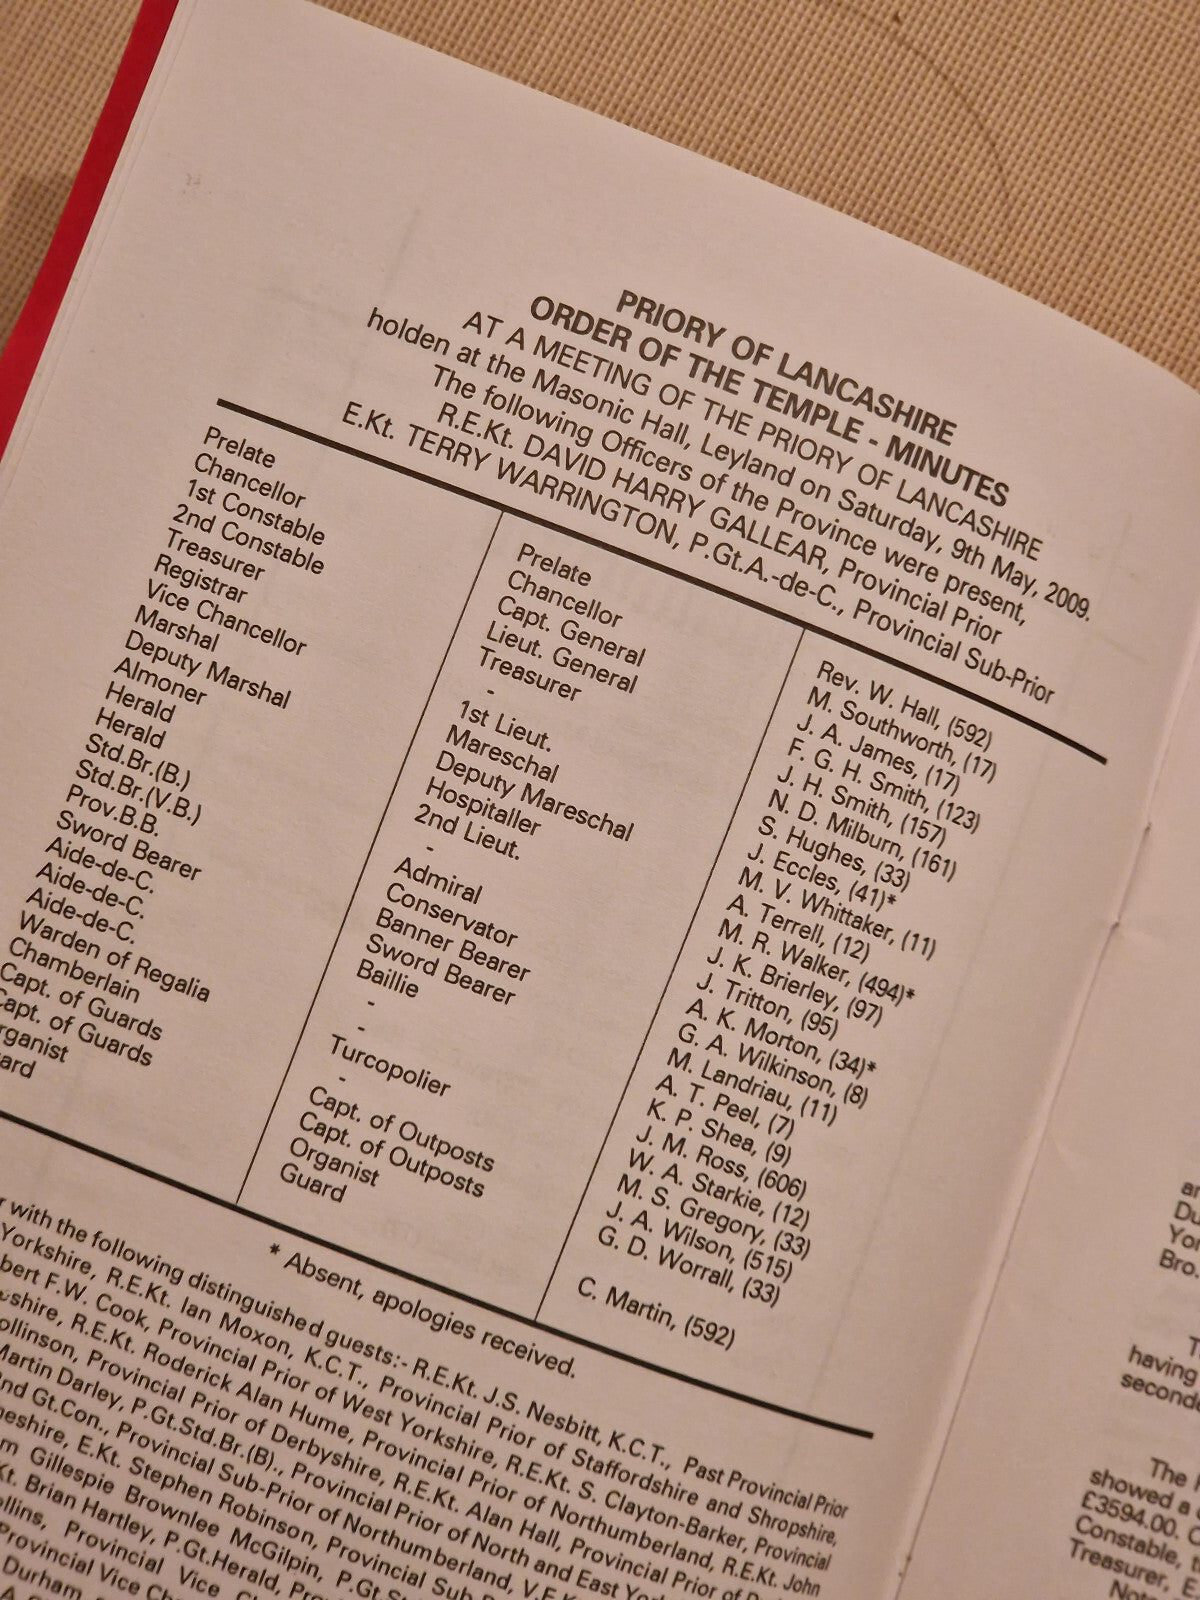 PRIORY OF LANCASHIRE
ORDER OF THE TEMPLE - MINUTES
AT A MEETING OF THE PRIORY OF LANCASHIRE
holden at the Masonic Hall, Leyland on Saturday, 9th May, 2009.
The following Officers of the Province were present,
R.E.Kt. DAVID HARRY GALLEAR, Provincial Prior
E.Kt. TERRY WARRINGTON, P.Gt.A.-de-C., Provincial Sub-Prior
Prelate
Chancellor
1st Constable
2nd Constable
Treasurer
Registrar
Vice Chancellor
Marshal
Deputy Marshal
Almoner
Herald
Herald
Std.Br.(B.)
Std.Br.(V.B.)
Prov.B.B.
Sword Bearer
Aide-de-C.
Aide-de-C.
Aide-de-C.
Warden of Regalia
Chamberlain
Capt. of Guards
Capt. of Guards
rganist
ard
Prelate
Chancellor
Capt. General
Lieut. General
Treasurer
-
1st Lieut.
Mareschal
Deputy Mareschal
Hospitaller
2nd Lieut.
-
Admiral
Conservator
Banner Bearer
Sword Bearer
Baillie
-
-
Turcopolier
-
Capt. of Outposts
Capt. of Outposts
Organist
Guard
Rev. W. Hall, (592)
M. Southworth, (17)
J. A. James, (17)
F. G. H. Smith, (123)
J. H. Smith, (157)
N. D. Milburn, (161)
S. Hughes, (33)
J. Eccles, (41)*
M. V. Whittaker, (11)
A. Terrell, (12)
M. R. Walker, (494)*
J. K. Brierley, (97)
J. Tritton, (95)
A. K. Morton, (34)*
G. A. Wilkinson, (8)
M. Landriau, (11)
A. T. Peel, (7)
K. P. Shea, (9)
J. M. Ross, (606)
W. A. Starkie, (12)
M. S. Gregory, (33)
J. A. Wilson, (515)
G. D. Worrall, (33)
C. Martin, (592)
* Absent, apologies received.
r with the following distinguished guests:- R.E.Kt. J.S. Nesbitt, K.C.T., Past Provincial Prior
Yorkshire, R.E.Kt. Ian Moxon, K.C.T., Provincial Prior of Staffordshire and Shropshire,
bert F.W. Cook, Provincial Prior of West Yorkshire, R.E.Kt. S. Clayton-Barker, Provincial
shire, R.E.Kt. Roderick Alan Hume, Provincial Prior of Northumberland, R.E.Kt. John
ollinson, Provincial Prior of Derbyshire, R.E.Kt. Alan Hall, Provincial Prior of
Martin Darley, P.Gt.Std.Br.(B)., Provincial Prior of North and East
2nd Gt.Con., Provincial Sub-Prior of Northumberland,
heshire, E.Kt. Stephen Robinson, Provincial
m Gillespie Brownlee McGilpin,
Kt. Brian Hartley, P.Gt.Herald,
ollins, Provincial Vice
Provincial Vice
Durham
Bro.
having
showed a
£3594.00.
Constable,
Treasurer,